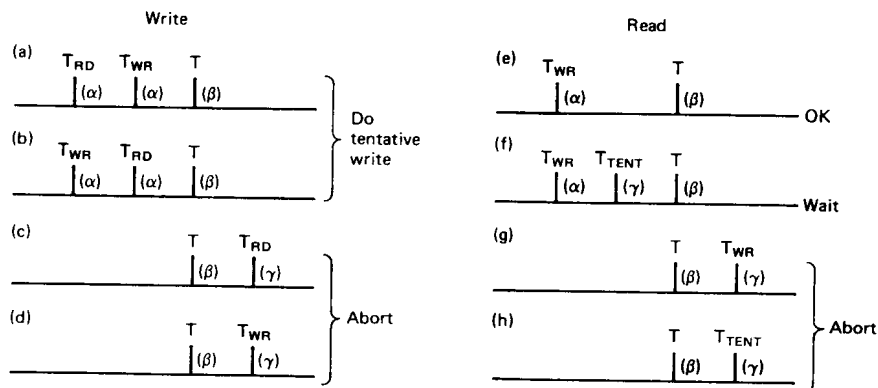 Write
(a)
T_RD T_WR T
(α) (α) (β)
(b)
T_WR T_RD T
(α) (α) (β)
Do
tentative
write
(c)
T T_RD
(β) (γ)
(d)
T T_WR
(β) (γ)
Abort
Read
(e)
T_WR T
(α) (β)
OK
(f)
T_WR T_TENT T
(α) (γ) (β)
Wait
(g)
T T_WR
(β) (γ)
(h)
T T_TENT
(β) (γ)
Abort